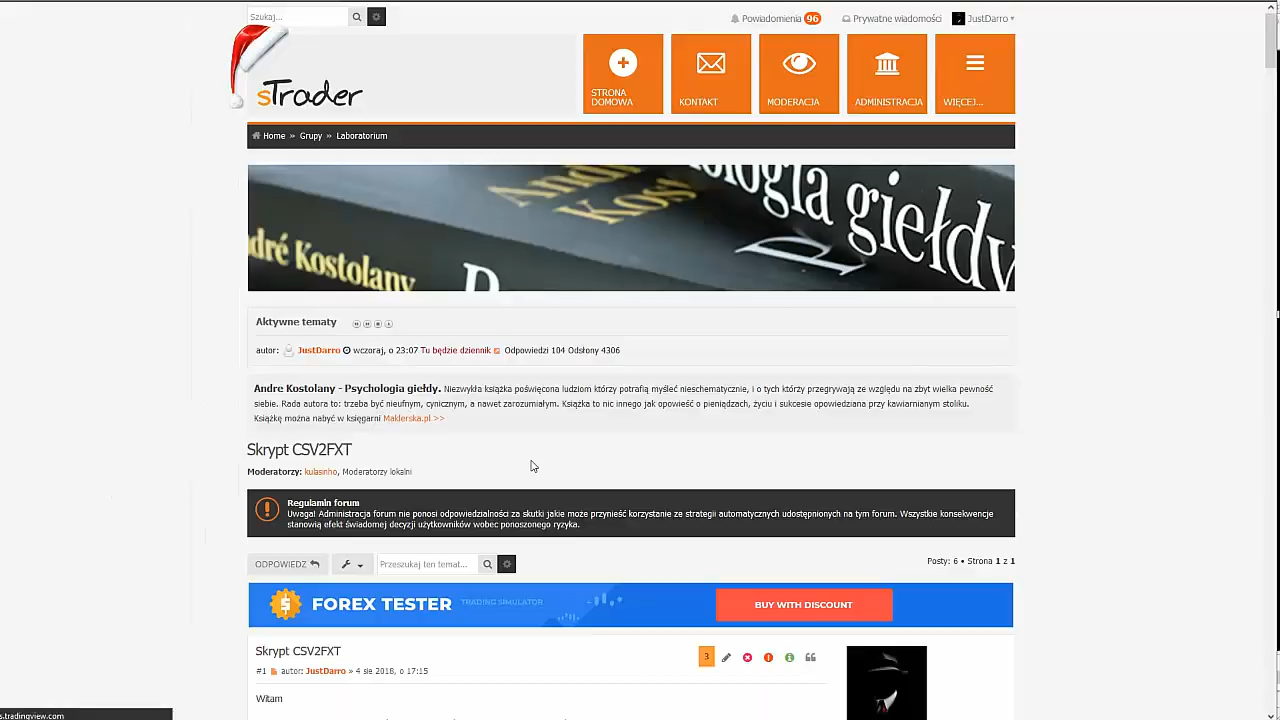 Szukaj...
Powiadomienia 96
Prywatne wiadomości
JustDarro
sTrader
STRONA DOMOWA
KONTAKT
MODERACJA
ADMINISTRACJA
WIĘCEJ...
Home » Grupy » Laboratorium
André Kostolany
giełdy
Aktywne tematy
autor: JustDarro wczoraj, o 23:07 Tu będzie dziennik Odpowiedzi 104 Odsłony 4306
Andre Kostolany - Psychologia giełdy. Niezwykła książka poświęcona ludziom którzy potrafią myśleć nieschematycznie, i o tych którzy przegrywają ze względu na zbyt wielka pewność
siebie. Rada autora to: trzeba być nieufnym, cynicznym, a nawet zarozumiałym. Książka to nic innego jak opowieść o pieniądzach, życiu i sukcesie opowiedziana przy kawiarnianym stoliku.
Książkę można nabyć w księgarni Maklerska.pl >>
Skrypt CSV2FXT
Moderatorzy: kulasinho, Moderatorzy lokalni
Regulamin forum
Uwaga! Administracja forum nie ponosi odpowiedzialności za skutki jakie może przynieść korzystanie ze strategii automatycznych udostępnionych na tym forum. Wszystkie konsekwencje
stanowią efekt świadomej decyzji użytkowników wobec ponoszonego ryzyka.
ODPOWIEDZ
Przeszukaj ten temat...
Posty: 6 • Strona 1 z 1
FOREX TESTER TRADING SIMULATOR
BUY WITH DISCOUNT
Skrypt CSV2FXT
3
#1 autor: JustDarro » 4 sie 2018, o 17:15
Witam
s.tradingview.com